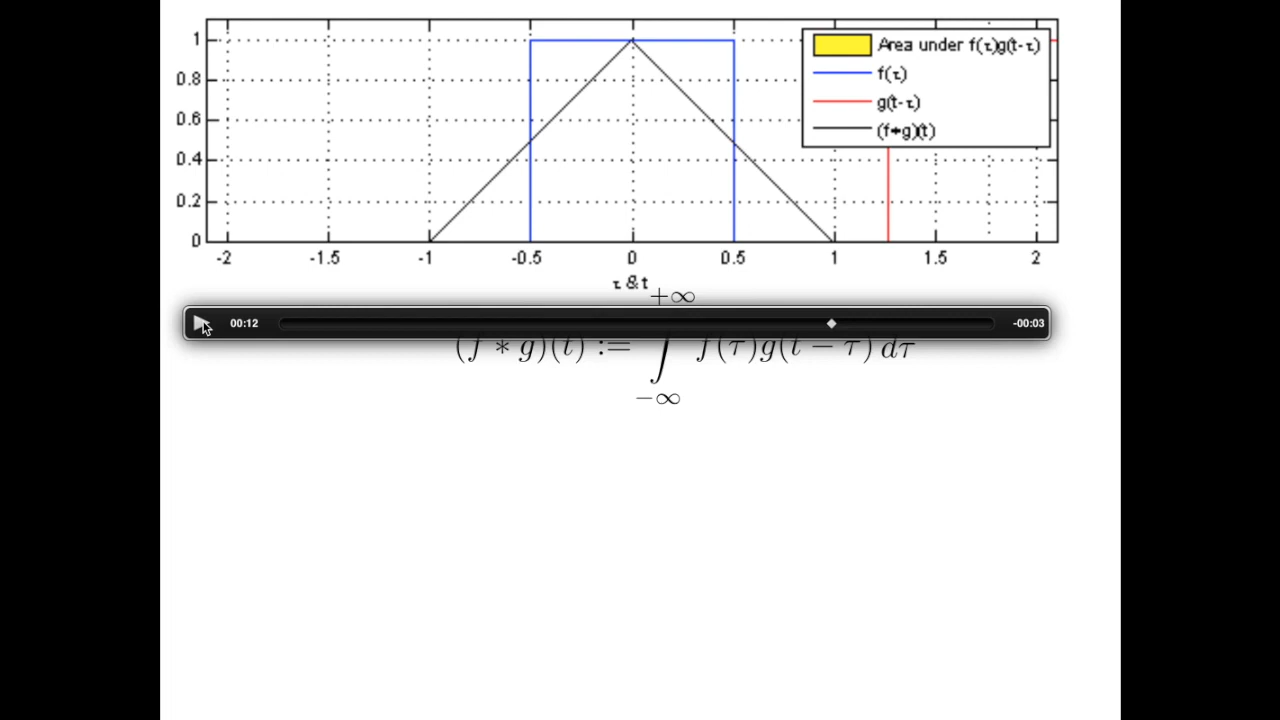 1
0.8
0.6
0.4
0.2
0
-2 -1.5 -1 -0.5 0 0.5 1 1.5 2
τ & t
Area under f(τ)g(t-τ)
f(τ)
g(t-τ)
(f*g)(t)
00:12 -00:03
+∞
(f * g)(t) := ∫ f(τ)g(t − τ) dτ
−∞